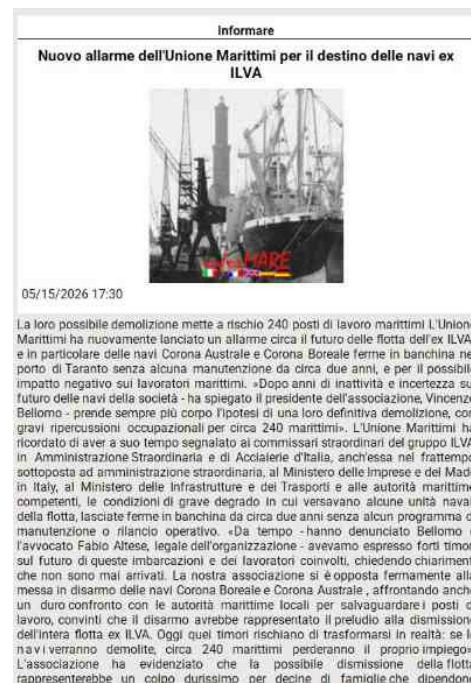 Informare
Nuovo allarme dell'Unione Marittimi per il destino delle navi ex
ILVA
MARE
05/15/2026 17:30
La loro possibile demolizione mette a rischio 240 posti di lavoro marittimi L'Union
Marittimi ha nuovamente lanciato un allarme circa il futuro delle flotta dell'ex ILVA
e in particolare delle navi Corona Australe e Corona Boreale ferme in banchina ne
porto di Taranto senza alcuna manutenzione da circa due anni, e per il possibil
impatto negativo sui lavoratori marittimi. «Dopo anni di inattività e incertezza su
futuro delle navi della società - ha spiegato il presidente dell'associazione, Vincenz
Bellomo - prende sempre più corpo l'ipotesi di una loro definitiva demolizione, con
gravi ripercussioni occupazionali per circa 240 marittimi». L'Unione Marittimi ha
ricordato di aver a suo tempo segnalato ai commissari straordinari del gruppo ILVA
in Amministrazione Straordinaria e di Acciaierie d'Italia, anch'essa nel frattempo
sottoposta ad amministrazione straordinaria, al Ministero delle Imprese e del Mad
in Italy, al Ministero delle Infrastrutture e dei Trasporti e alle autorità marittime
competenti, le condizioni di grave degrado in cui versavano alcune unità naval
della flotta, lasciate ferme in banchina da circa due anni senza alcun programma d
manutenzione o rilancio operativo. «Da tempo - hanno denunciato Bellomo e
l'avvocato Fabio Altese, legale dell'organizzazione - avevamo espresso forti timor
sul futuro di queste imbarcazioni e dei lavoratori coinvolti, chiedendo chiariment
che non sono mai arrivati. La nostra associazione si è opposta fermamente alla
messa in disarmo delle navi Corona Boreale e Corona Australe , affrontando anche
un duro confronto con le autorità marittime locali per salvaguardare i posti d
lavoro, convinti che il disarmo avrebbe rappresentato il preludio alla dismission
dell'intera flotta ex ILVA. Oggi quei timori rischiano di trasformarsi in realtà: se l
n a v i verranno demolite, circa 240 marittimi perderanno il proprio impiego»
L'associazione ha evidenziato che la possibile dismissione della flotta
rappresenterebbe un colpo durissimo per decine di famiglie che dipendon